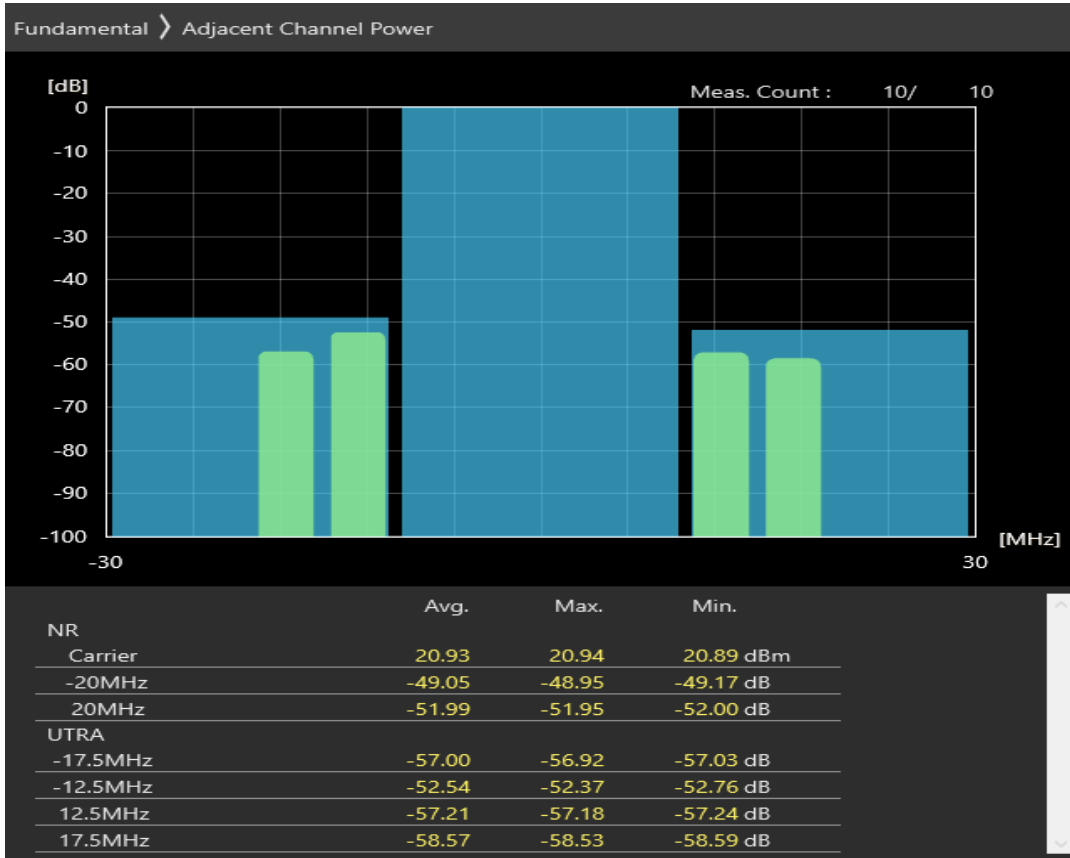 Fundamental ❯ Adjacent Channel Power
[dB]
Meas. Count : 10/ 10
0
-10
-20
-30
-40
-50
-60
-70
-80
-90
-100
[MHz]
-30 30
Avg. Max. Min.
NR
Carrier 20.93 20.94 20.89 dBm
-20MHz -49.05 -48.95 -49.17 dB
20MHz -51.99 -51.95 -52.00 dB
UTRA
-17.5MHz -57.00 -56.92 -57.03 dB
-12.5MHz -52.54 -52.37 -52.76 dB
12.5MHz -57.21 -57.18 -57.24 dB
17.5MHz -58.57 -58.53 -58.59 dB